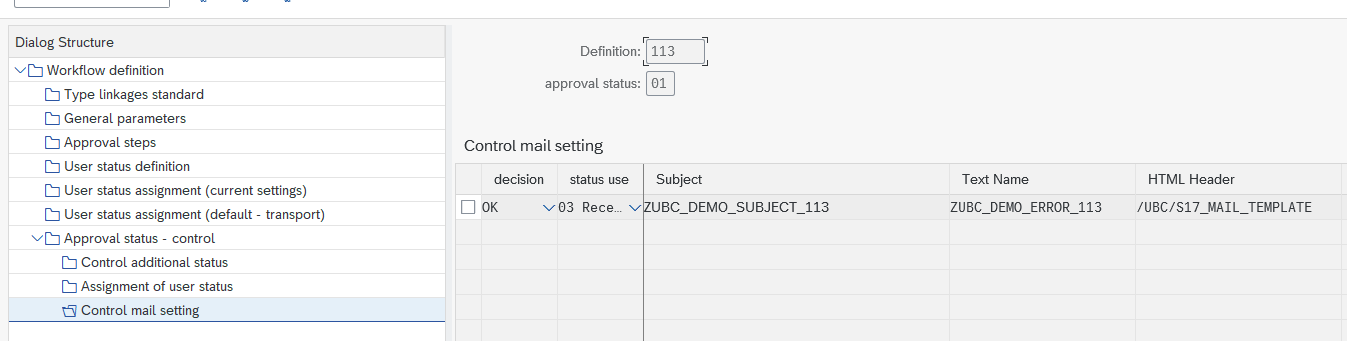 Dialog Structure
Workflow definition
Type linkages standard
General parameters
Approval steps
User status definition
User status assignment (current settings)
User status assignment (default - transport)
Approval status - control
Control additional status
Assignment of user status
Control mail setting
Definition: 113
approval status: 01
Control mail setting
decision status use Subject Text Name HTML Header
OK 03 Rece... ZUBC_DEMO_SUBJECT_113 ZUBC_DEMO_ERROR_113 /UBC/S17_MAIL_TEMPLATE